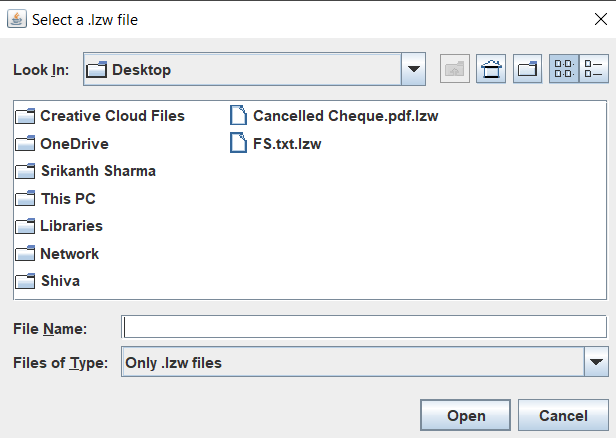 Select a .lzw file
Look In: Desktop
Creative Cloud Files
OneDrive
Srikanth Sharma
This PC
Libraries
Network
Shiva
Cancelled Cheque.pdf.lzw
FS.txt.lzw
File Name:
Files of Type: Only .lzw files
Open Cancel